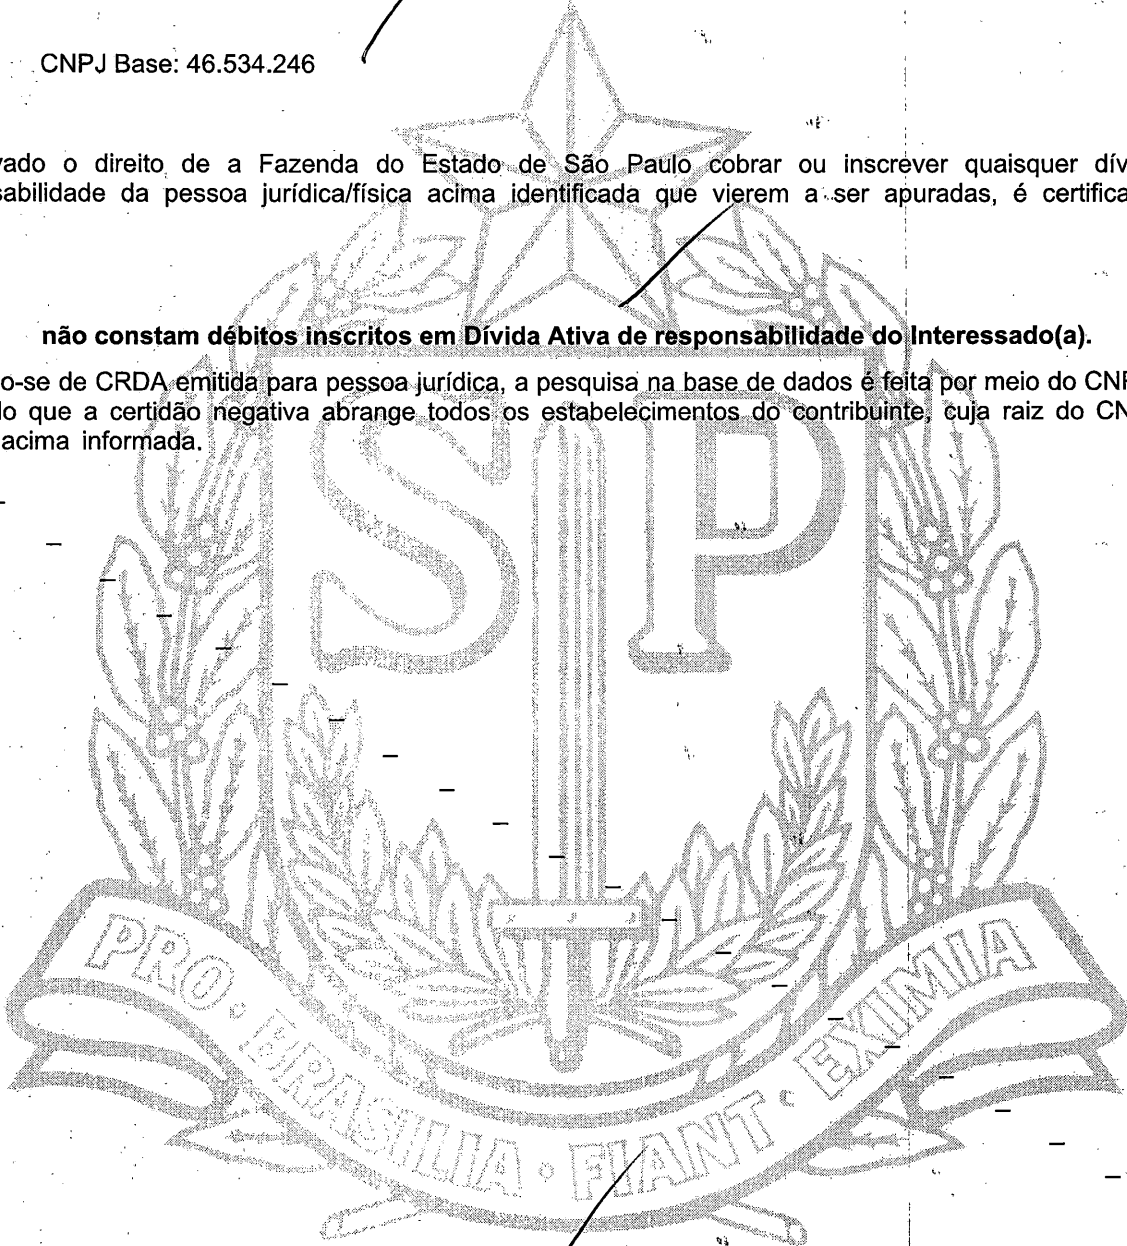 CNPJ Base: 46.534.246
vado o direito de a Fazenda do Estado de São Paulo cobrar ou inscrever quaisquer dív
sabilidade da pessoa jurídica/física acima identificada que vierem a ser apuradas, é certifica
não constam débitos inscritos em Dívida Ativa de responsabilidade do Interessado(a).
o-se de CRDA emitida para pessoa jurídica, a pesquisa na base de dados é feita por meio do CNP
do que a certidão negativa abrange todos os estabelecimentos do contribuinte, cuja raiz do CN
acima informada.
SP
PRO · BRASILIA · FIANT · EXIMIA